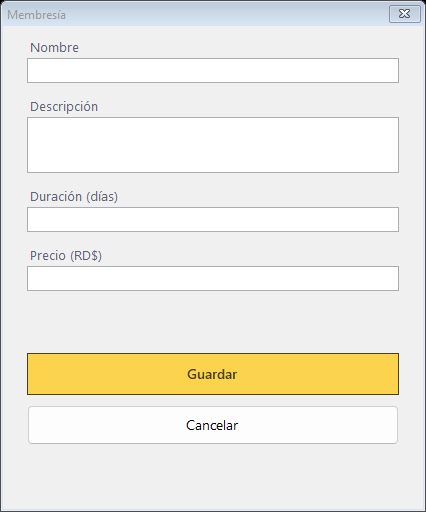 Membresía
Nombre
Descripción
Duración (días)
Precio (RD$)
Guardar
Cancelar